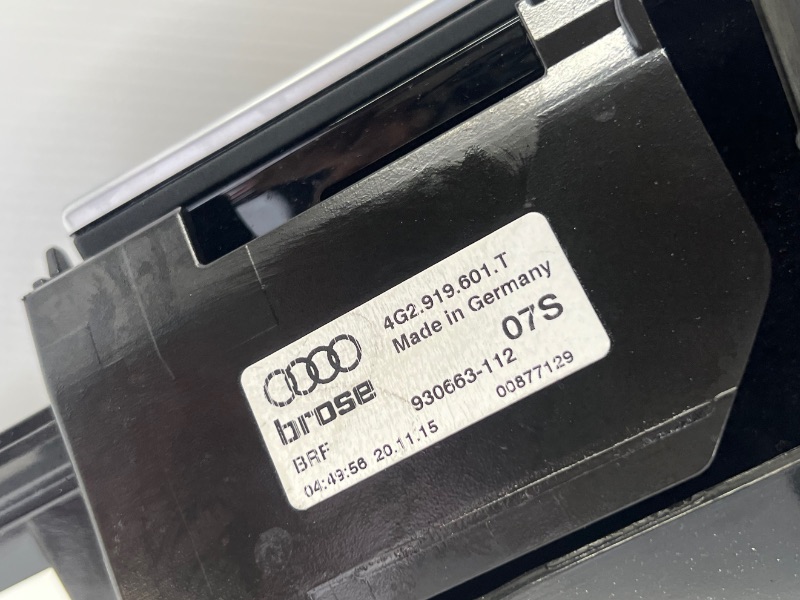 4G2.919.601.T
Made in Germany
07S
brose
930663-112
00877129
BRF
04:49:56 20.11.15